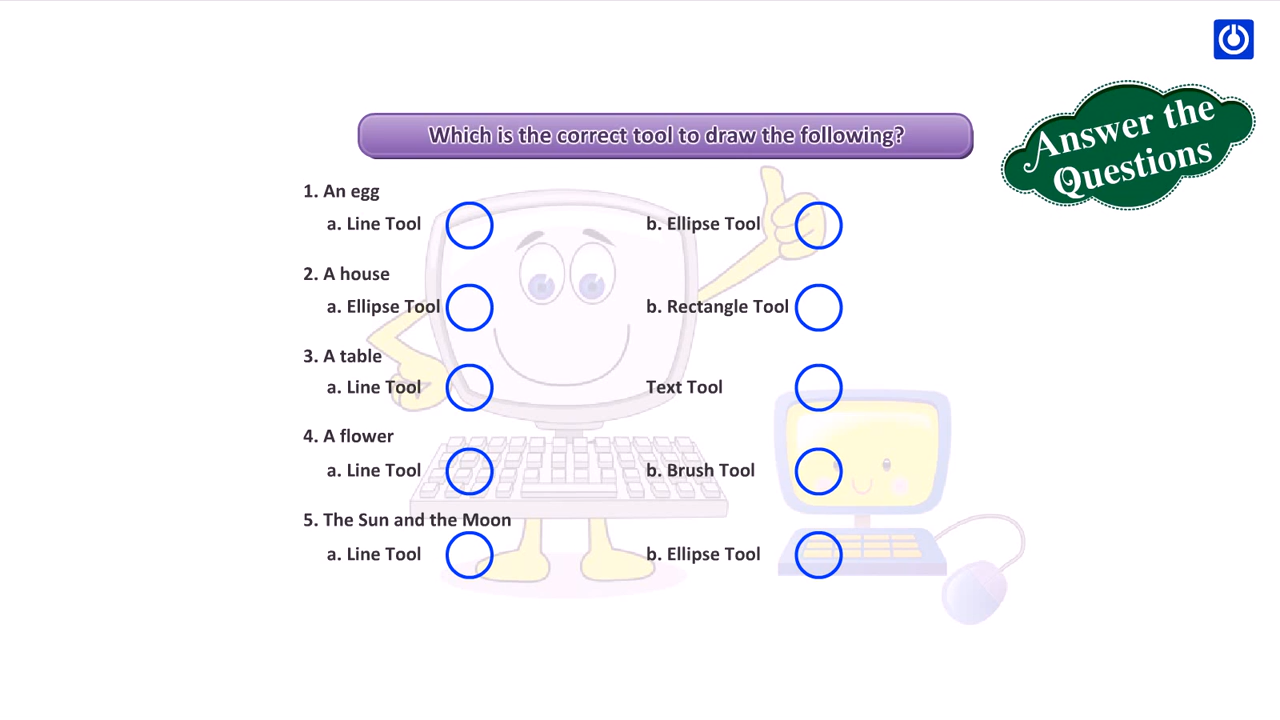 Which is the correct tool to draw the following?
Answer the
Questions
1. An egg
a. Line Tool
b. Ellipse Tool
2. A house
a. Ellipse Tool
b. Rectangle Tool
3. A table
a. Line Tool
Text Tool
4. A flower
a. Line Tool
b. Brush Tool
5. The Sun and the Moon
a. Line Tool
b. Ellipse Tool